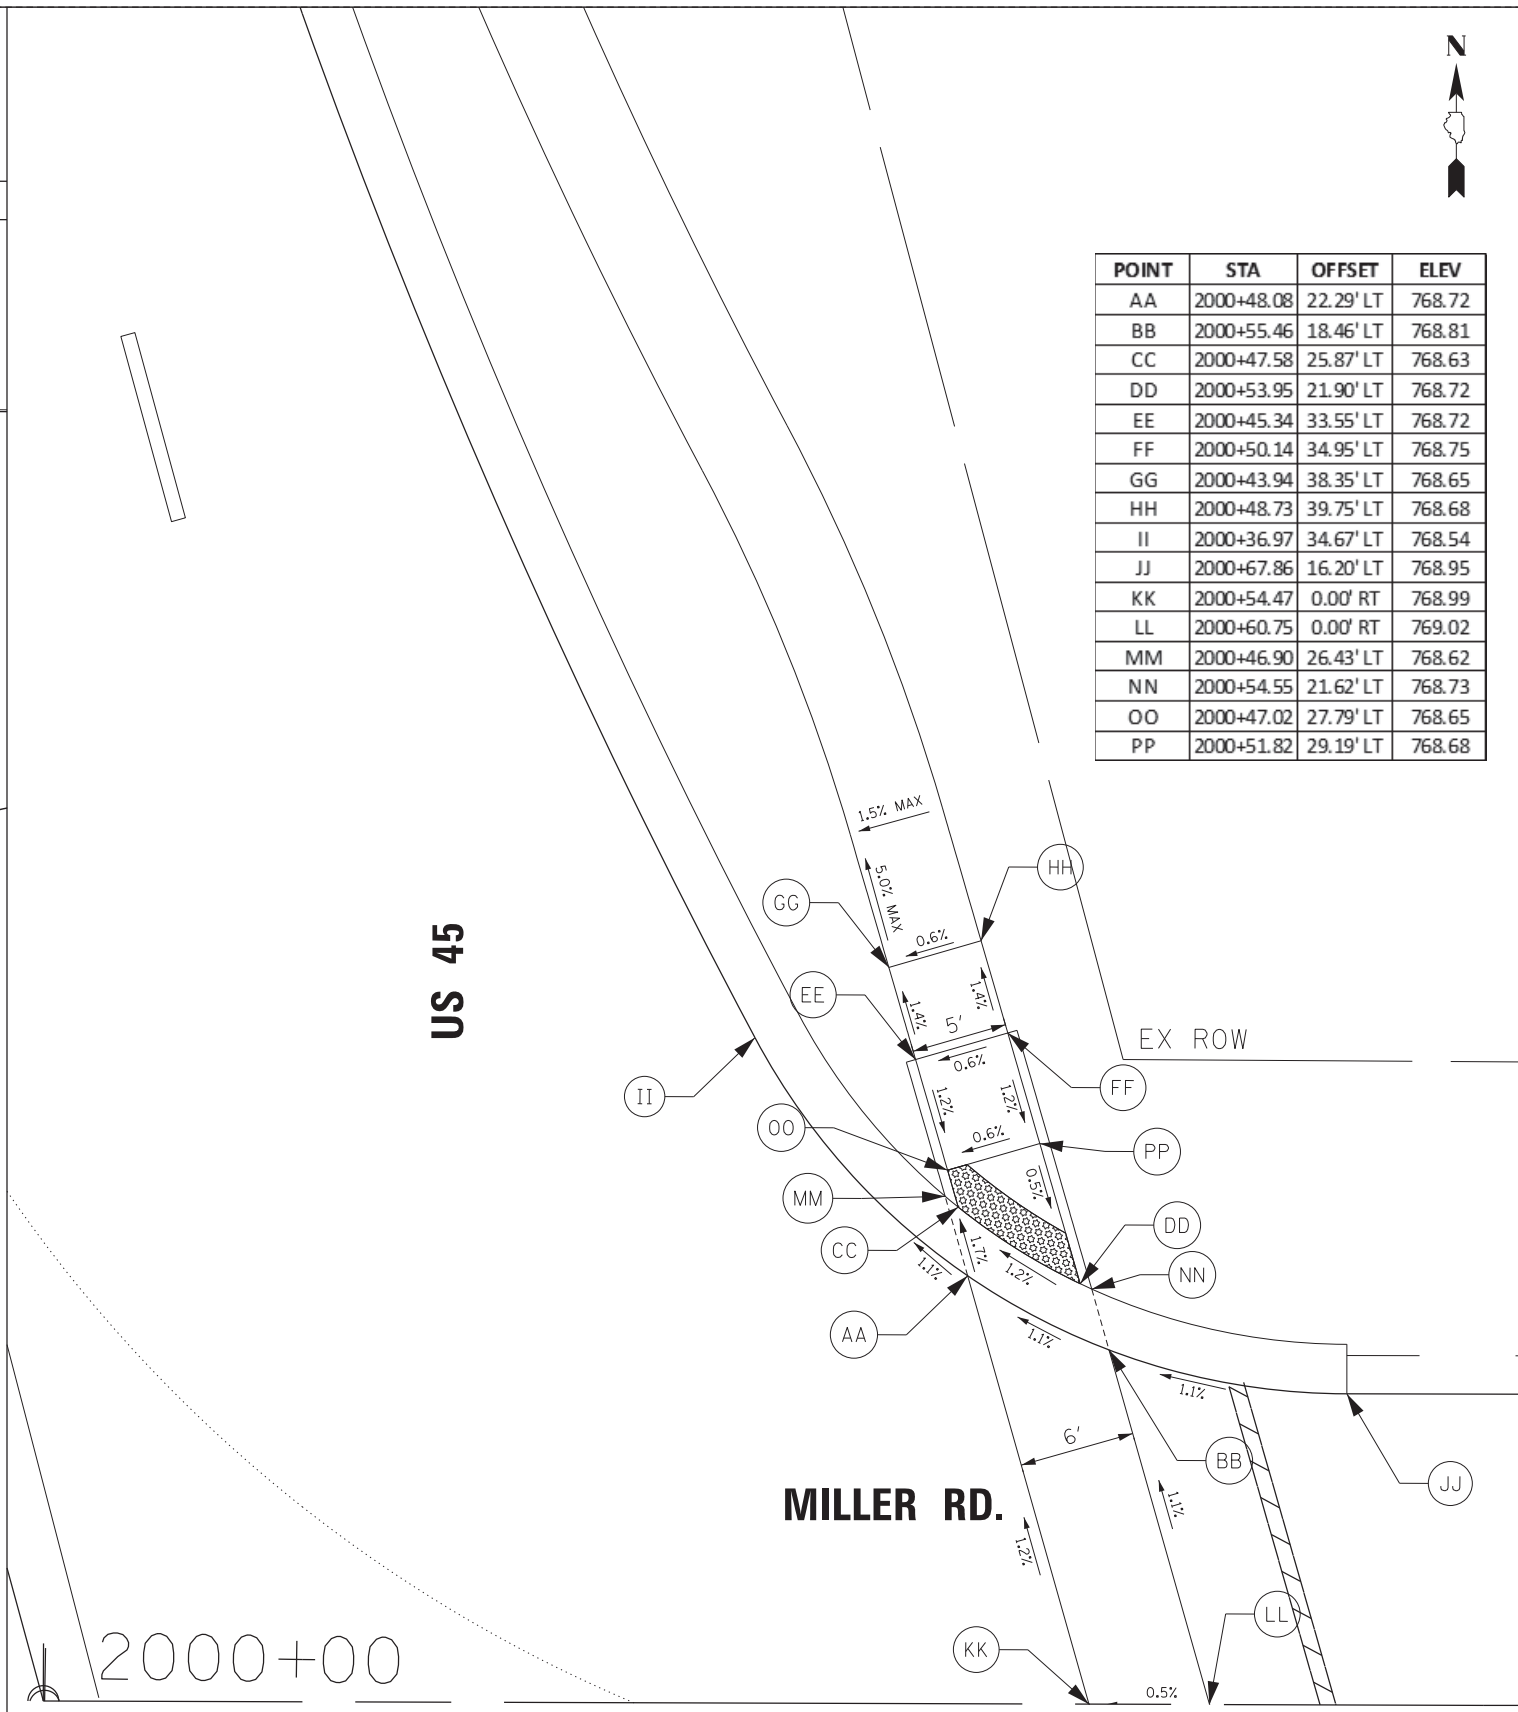 N
POINT STA OFFSET ELEV
AA 2000+48.08 22.29' LT 768.72
BB 2000+55.46 18.46' LT 768.81
CC 2000+47.58 25.87' LT 768.63
DD 2000+53.95 21.90' LT 768.72
EE 2000+45.34 33.55' LT 768.72
FF 2000+50.14 34.95' LT 768.75
GG 2000+43.94 38.35' LT 768.65
HH 2000+48.73 39.75' LT 768.68
II 2000+36.97 34.67' LT 768.54
JJ 2000+67.86 16.20' LT 768.95
KK 2000+54.47 0.00' RT 768.99
LL 2000+60.75 0.00' RT 769.02
MM 2000+46.90 26.43' LT 768.62
NN 2000+54.55 21.62' LT 768.73
OO 2000+47.02 27.79' LT 768.65
PP 2000+51.82 29.19' LT 768.68
1.5% MAX
5.0% MAX
HH
GG
0.6%
US 45
EE
1.4%
1.4%
5'
0.6%
EX ROW
FF
II
1.2%
1.2%
OO
0.6%
PP
0.5%
MM
CC
DD
NN
1.7%
1.1%
1.2%
AA
1.1%
1.1%
6'
BB
JJ
MILLER RD.
1.1%
1.2%
LL
KK
2000+00
0.5%